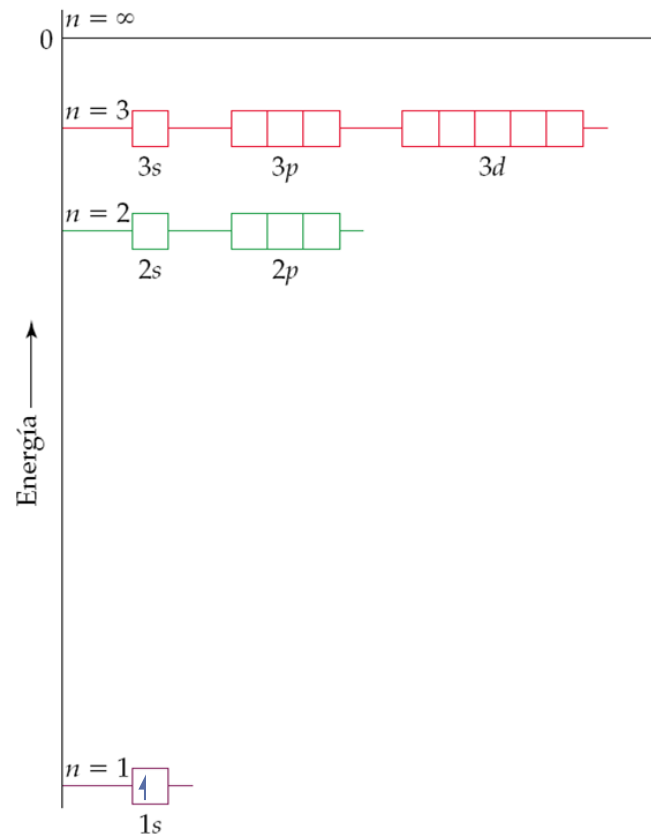 n = ∞
0
n = 3
3s
3p
3d
n = 2
2s
2p
Energía
n = 1
1s